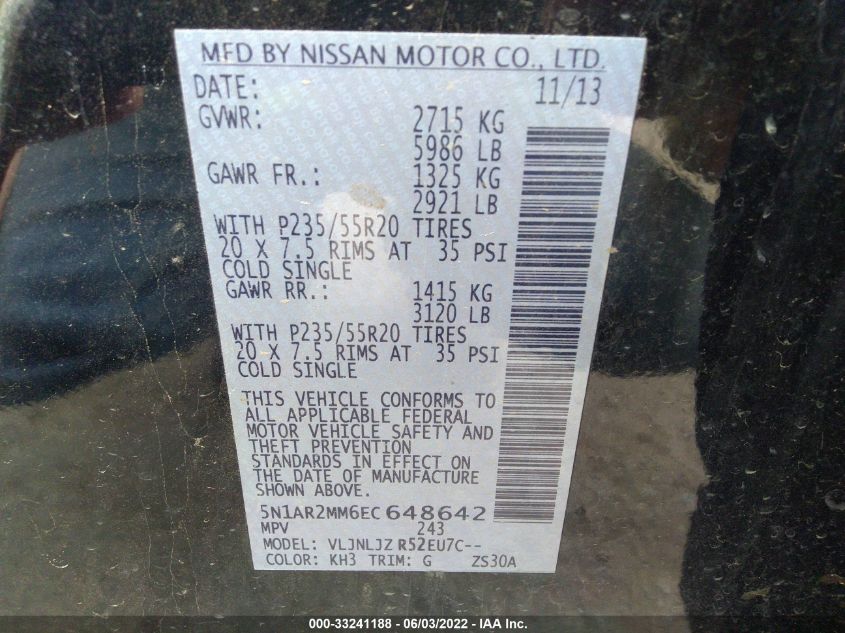 MFD BY NISSAN MOTOR CO., LTD.
DATE: 11/13
GVWR: 2715 KG
5986 LB
GAWR FR.: 1325 KG
2921 LB
WITH P235/55R20 TIRES
20 X 7.5 RIMS AT 35 PSI
COLD SINGLE
GAWR RR.: 1415 KG
3120 LB
WITH P235/55R20 TIRES
20 X 7.5 RIMS AT 35 PSI
COLD SINGLE
THIS VEHICLE CONFORMS TO
ALL APPLICABLE FEDERAL
MOTOR VEHICLE SAFETY AND
THEFT PREVENTION
STANDARDS IN EFFECT ON
THE DATE OF MANUFACTURE
SHOWN ABOVE.
5N1AR2MM6EC648642
MPV 243
MODEL: VLJNLJZ R52EU7C--
COLOR: KH3 TRIM: G ZS30A
000-33241188 - 06/03/2022 - IAA Inc.